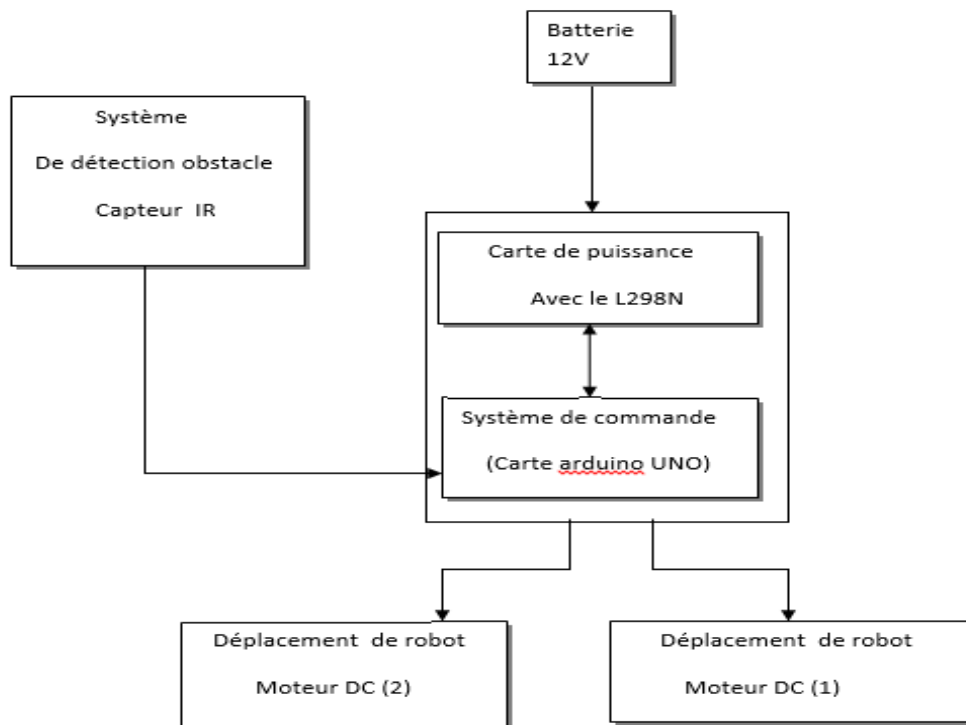 Batterie
12V
Système
De détection obstacle
Capteur IR
Carte de puissance
Avec le L298N
Système de commande
(Carte arduino UNO)
Déplacement de robot
Moteur DC (2)
Déplacement de robot
Moteur DC (1)